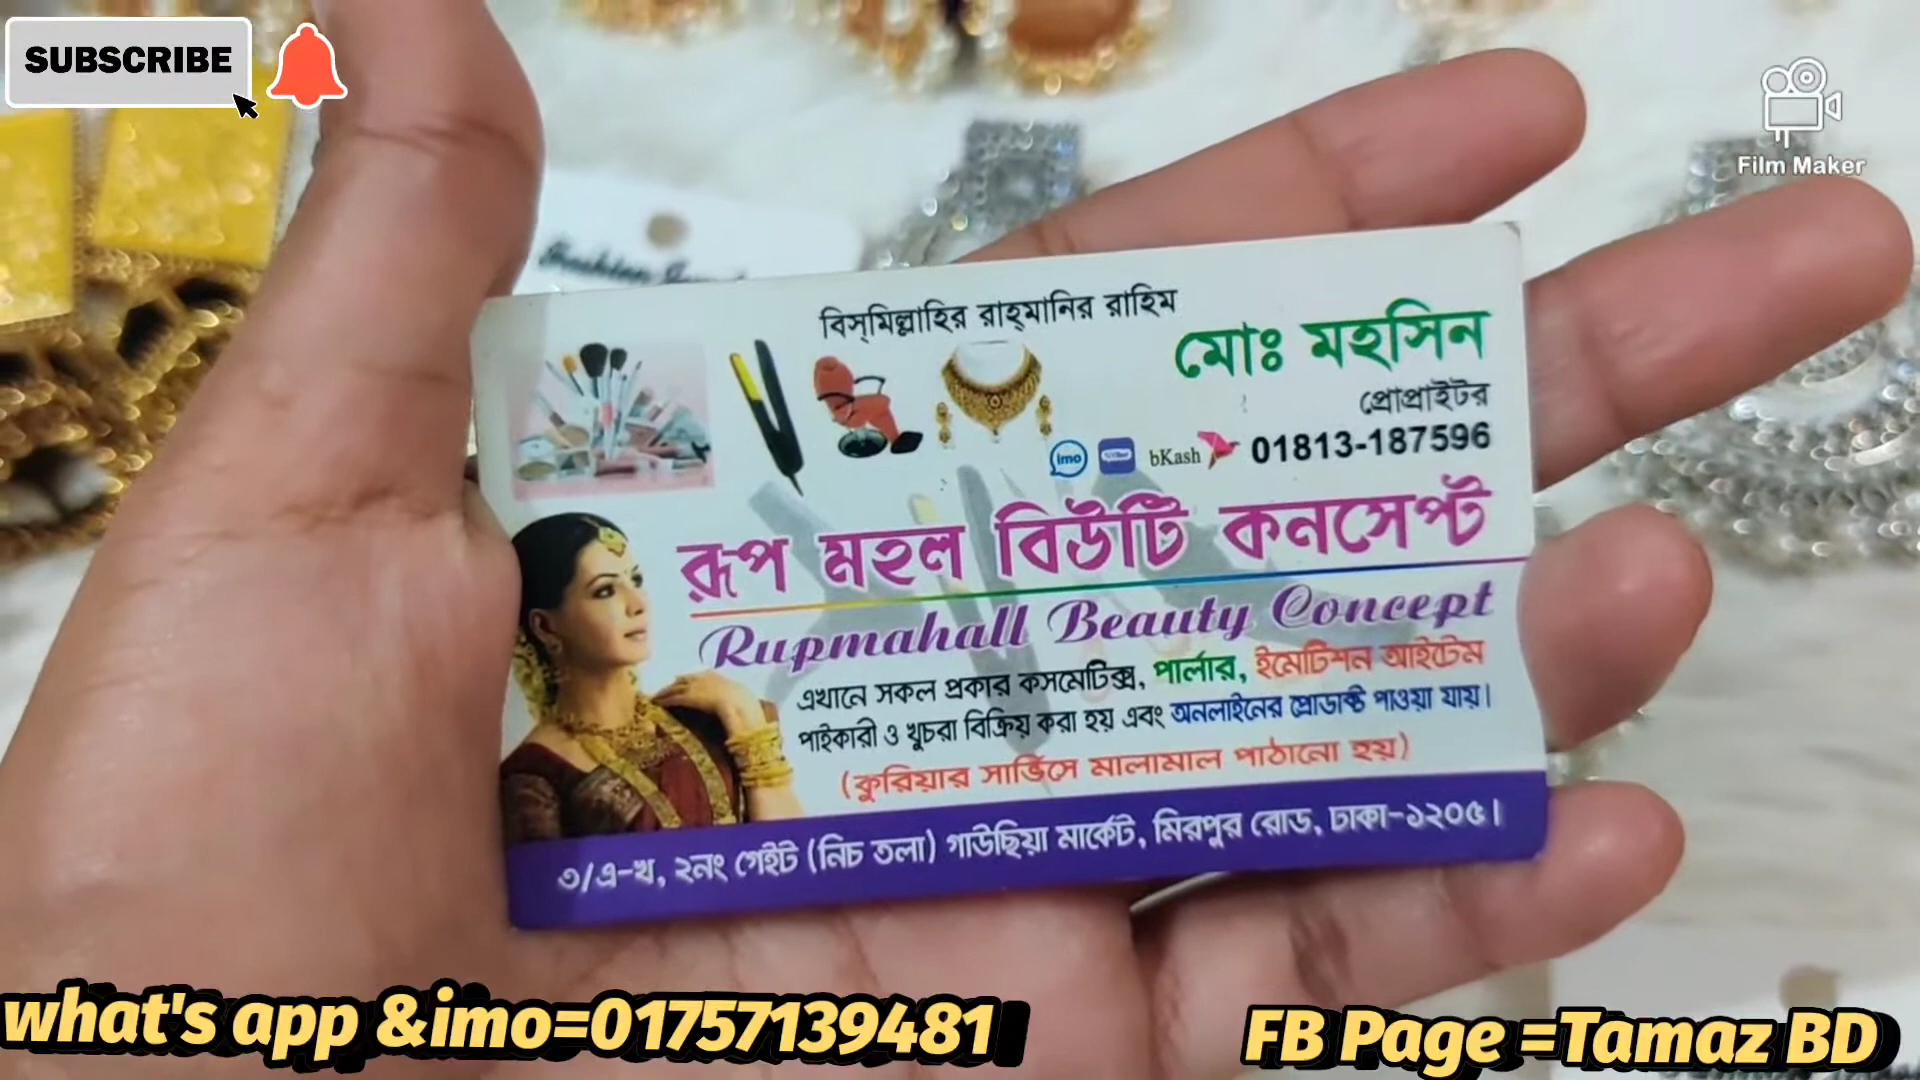 SUBSCRIBE
Film Maker
বিস্‌মিল্লাহির রাহ্‌মানির রাহিম
মোঃ মহসিন
প্রোপ্রাইটর
imo bKash 01813-187596
রূপ মহল বিউটি কনসেপ্ট
Rupmahall Beauty Concept
এখানে সকল প্রকার কসমেটিক্স, পার্লার, ইমেটিশন আইটেম
পাইকারী ও খুচরা বিক্রিয় করা হয় এবং অনলাইনের প্রোডাক্ট পাওয়া যায়।
(কুরিয়ার সার্ভিসে মালামাল পাঠানো হয়)
৩/এ-খ, ২নং গেইট (নিচ তলা) গাউছিয়া মার্কেট, মিরপুর রোড, ঢাকা-১২০৫।
what's app &imo=01757139481
FB Page =Tamaz BD